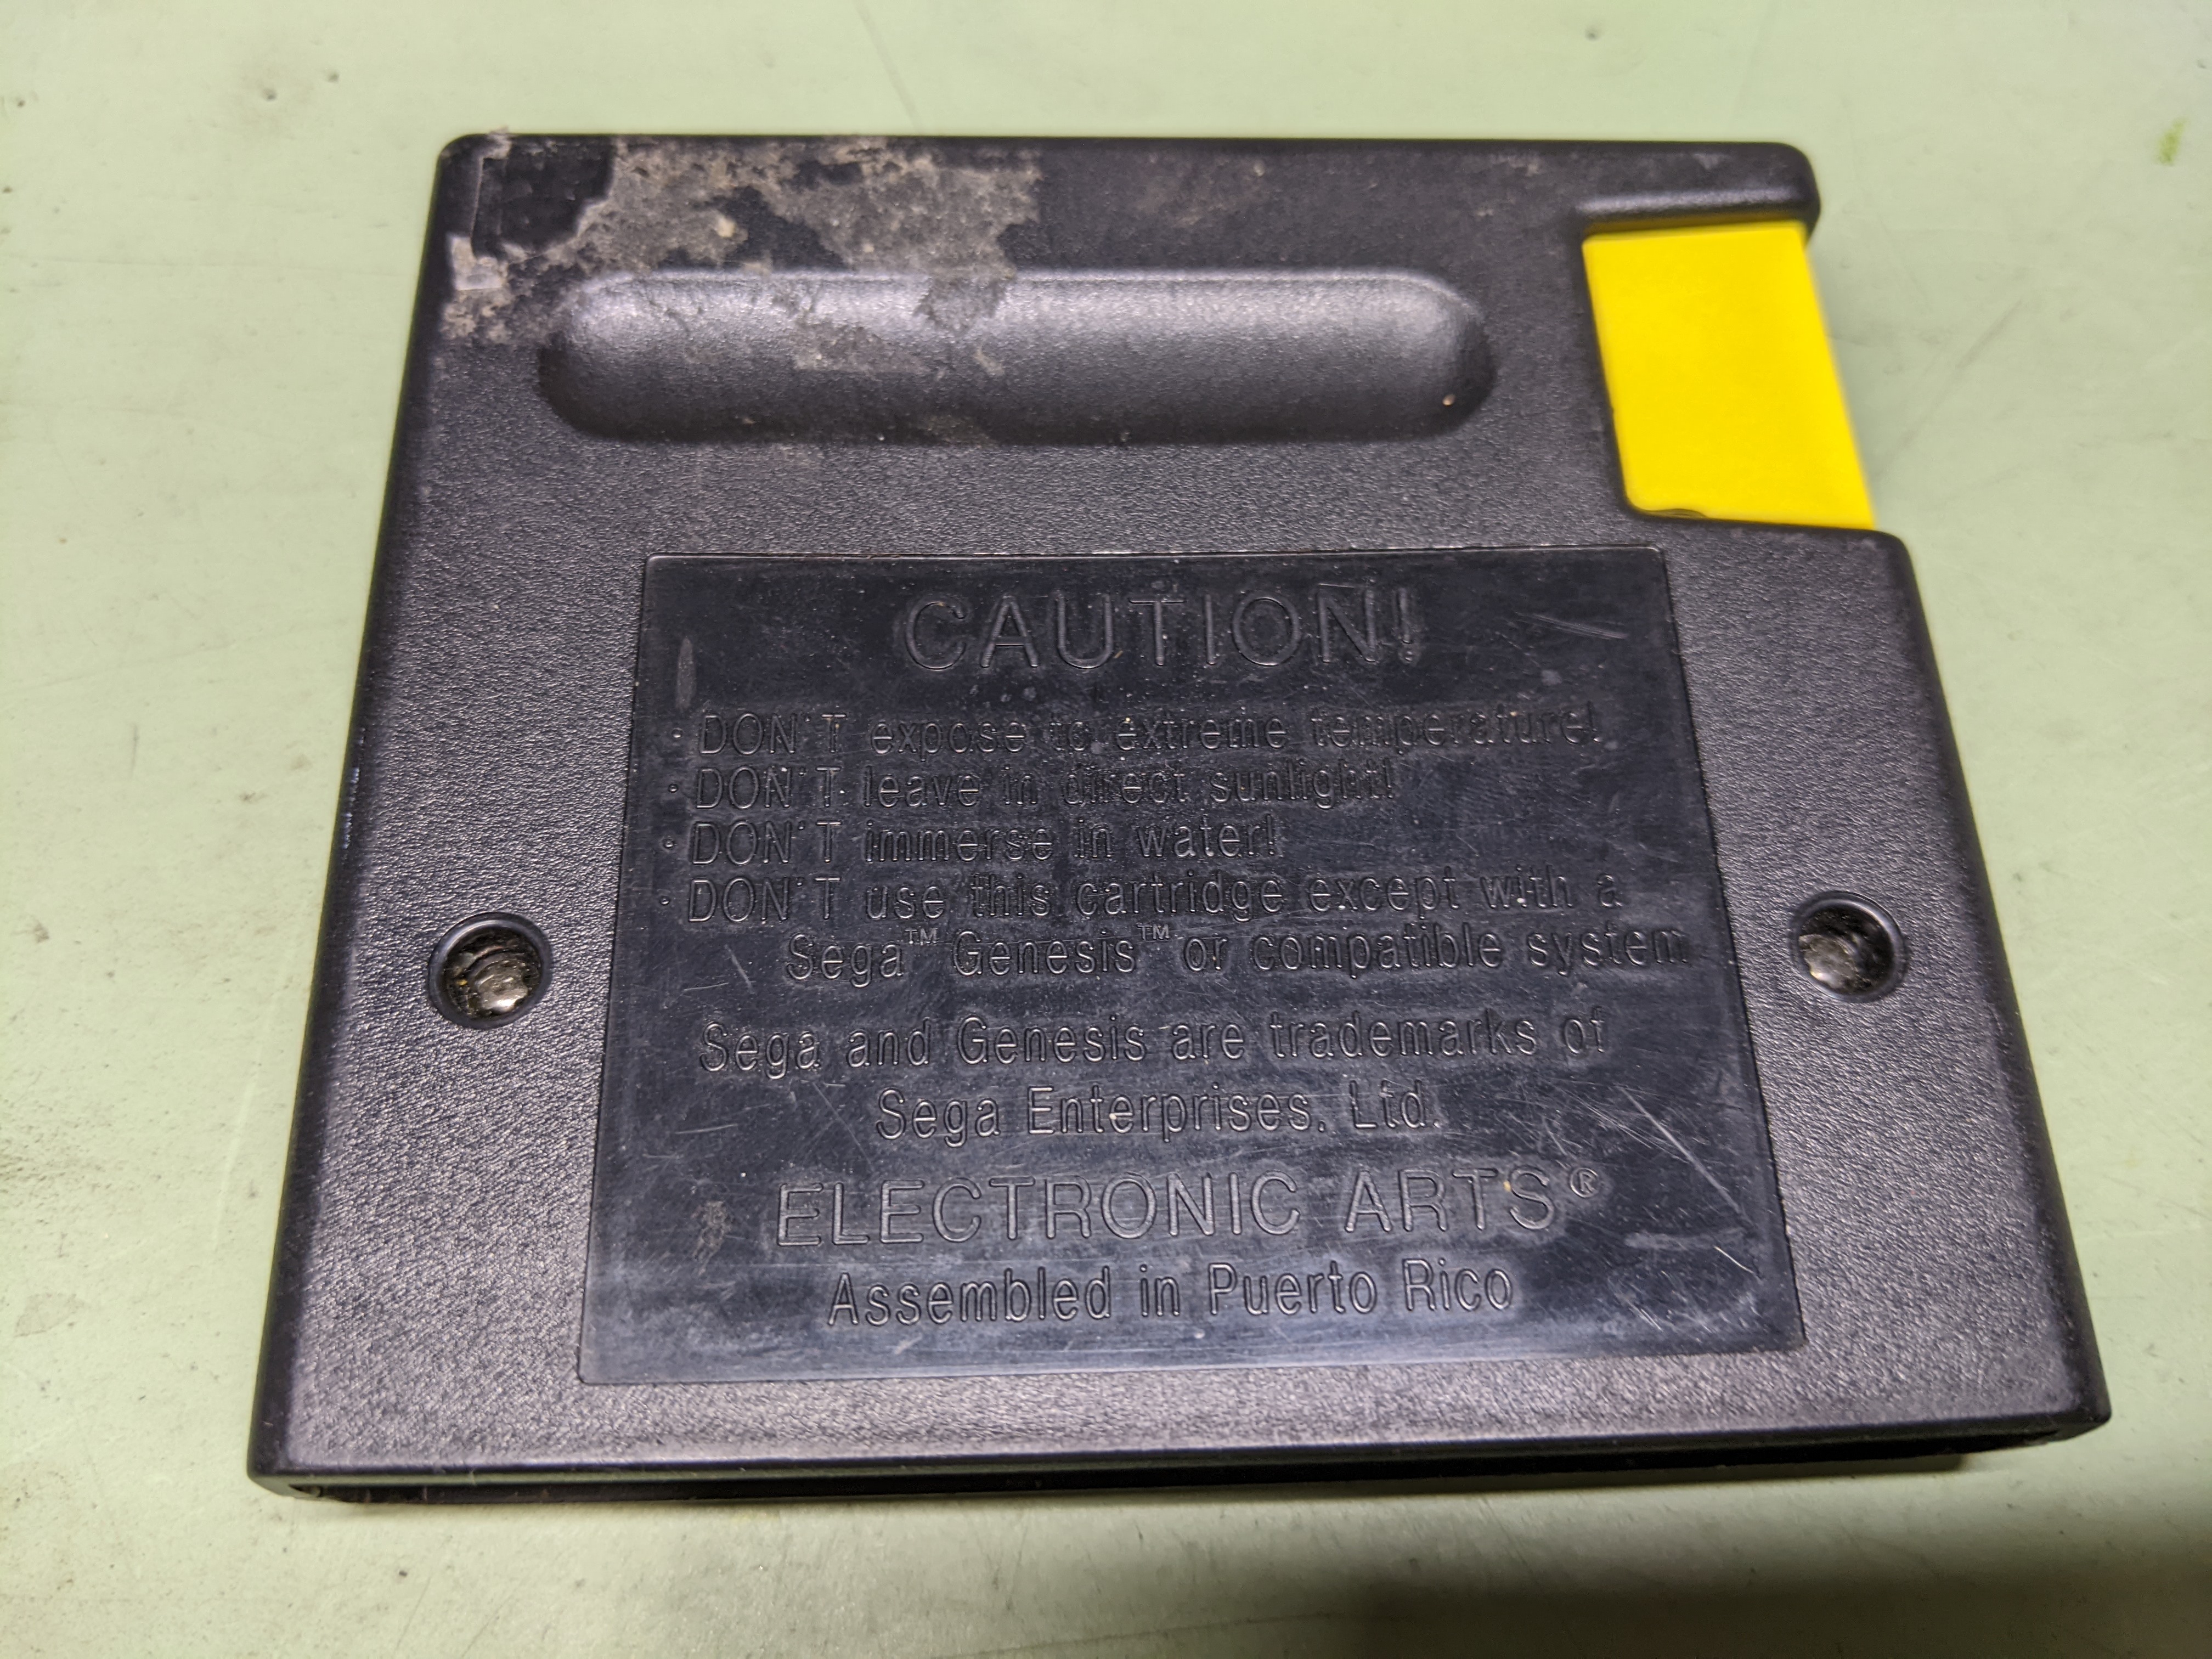 CAUTION!
· DON'T expose to extreme temperature!
· DON'T leave in direct sunlight!
· DON'T immerse in water!
· DON'T use this cartridge except with a
Sega™ Genesis™ or compatible system
Sega and Genesis are trademarks of
Sega Enterprises, Ltd.
ELECTRONIC ARTS®
Assembled in Puerto Rico